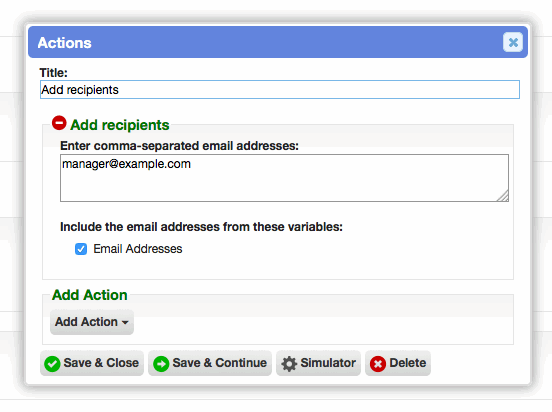 Actions
Title:
Add recipients
Add recipients
Enter comma-separated email addresses:
manager@example.com
Include the email addresses from these variables:
Email Addresses
Add Action
Add Action
Save & Close Save & Continue Simulator Delete